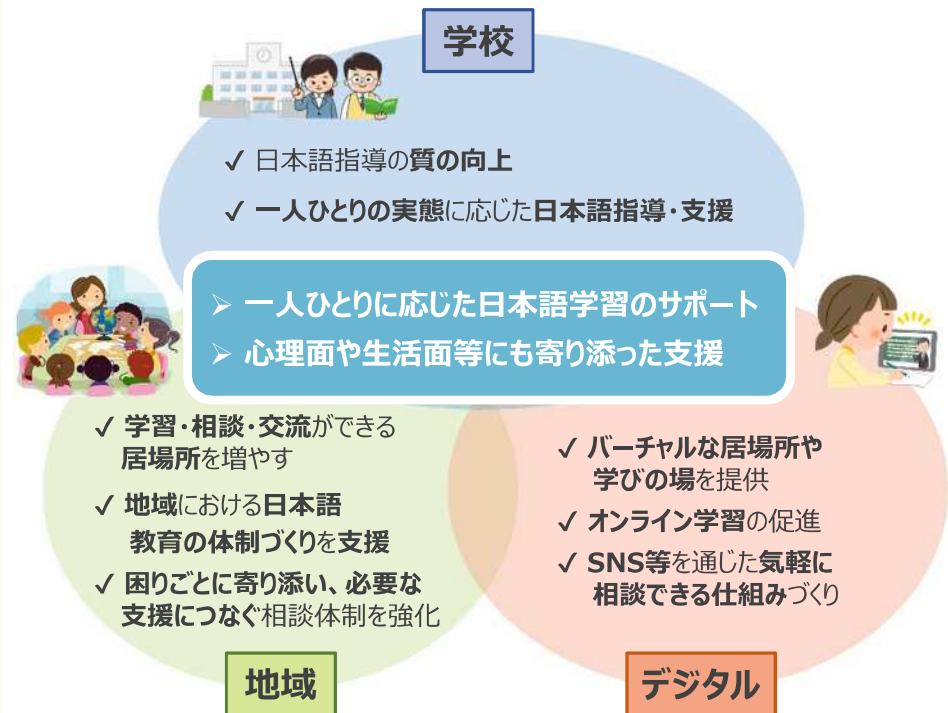 学校
✓ 日本語指導の質の向上
✓ 一人ひとりの実態に応じた日本語指導・支援
➢ 一人ひとりに応じた日本語学習のサポート
➢ 心理面や生活面等にも寄り添った支援
✓ 学習・相談・交流ができる
居場所を増やす
✓ 地域における日本語
教育の体制づくりを支援
✓ 困りごとに寄り添い、必要な
支援につなぐ相談体制を強化
地域
✓ バーチャルな居場所や
学びの場を提供
✓ オンライン学習の促進
✓ SNS等を通じた気軽に
相談できる仕組みづくり
デジタル